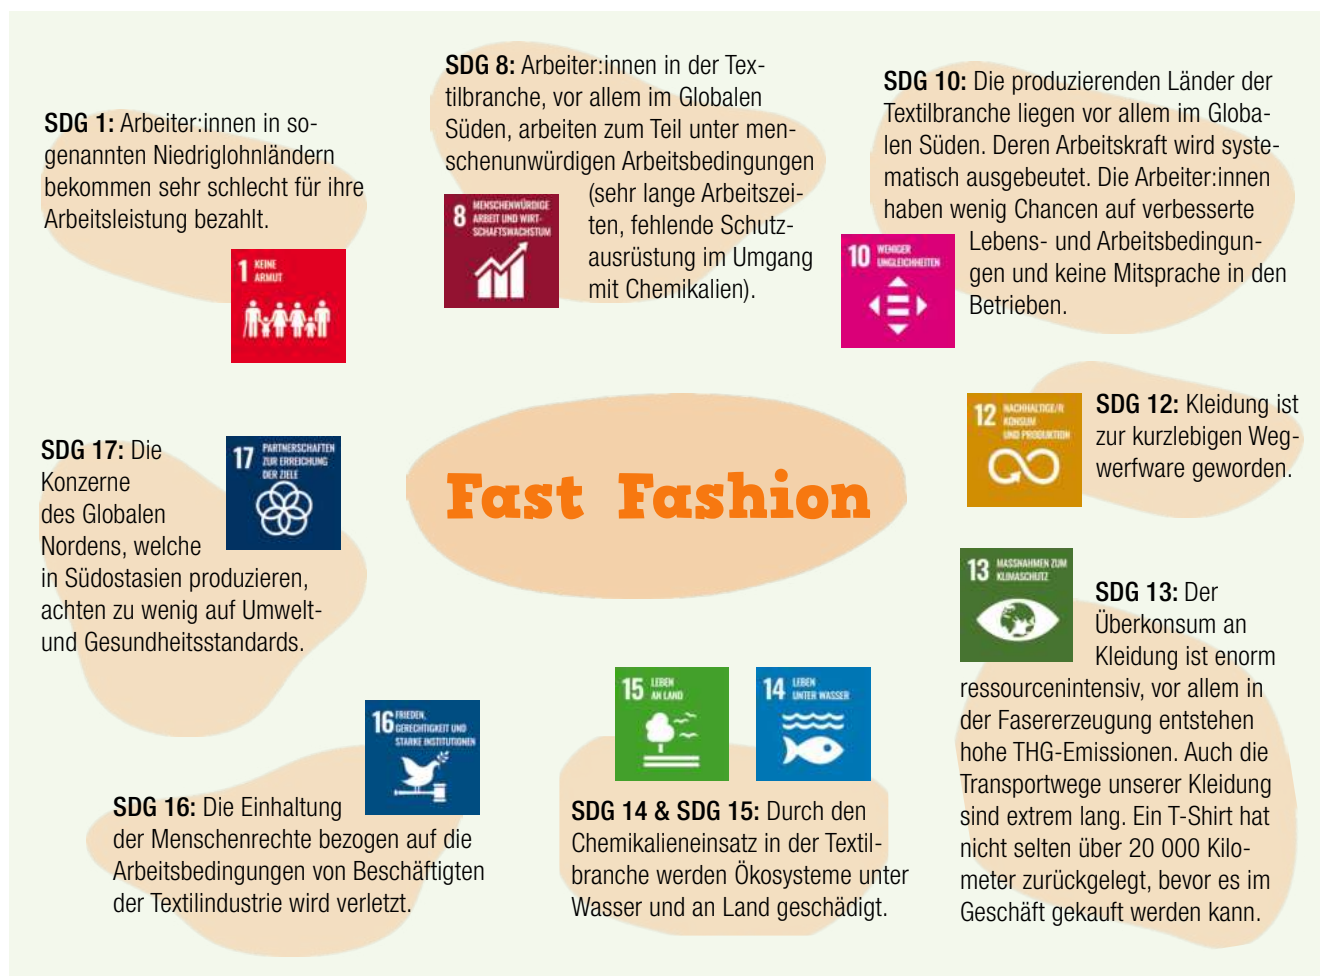 SDG 1: Arbeiter:innen in so-
genannten Niedriglohnländern
bekommen sehr schlecht für ihre
Arbeitsleistung bezahlt.
1 KEINE
ARMUT
SDG 8: Arbeiter:innen in der Tex-
tilbranche, vor allem im Globalen
Süden, arbeiten zum Teil unter men-
schenunwürdigen Arbeitsbedingungen
(sehr lange Arbeitszei-
ten, fehlende Schutz-
ausrüstung im Umgang
mit Chemikalien).
8 MENSCHENWÜRDIGE
ARBEIT UND WIRT-
SCHAFTSWACHSTUM
SDG 10: Die produzierenden Länder der
Textilbranche liegen vor allem im Globa-
len Süden. Deren Arbeitskraft wird syste-
matisch ausgebeutet. Die Arbeiter:innen
haben wenig Chancen auf verbesserte
Lebens- und Arbeitsbedingun-
gen und keine Mitsprache in den
Betrieben.
10 WENIGER
UNGLEICHHEITEN
SDG 17: Die
Konzerne
des Globalen
Nordens, welche
in Südostasien produzieren,
achten zu wenig auf Umwelt-
und Gesundheitsstandards.
17 PARTNERSCHAFTEN
ZUR ERREICHUNG
DER ZIELE
Fast Fashion
12 NACHHALTIGE/R
KONSUM
UND PRODUKTION
SDG 12: Kleidung ist
zur kurzlebigen Weg-
werfware geworden.
13 MASSNAHMEN ZUM
KLIMASCHUTZ
SDG 13: Der
Überkonsum an
Kleidung ist enorm
ressourcenintensiv, vor allem in
der Fasererzeugung entstehen
hohe THG-Emissionen. Auch die
Transportwege unserer Kleidung
sind extrem lang. Ein T-Shirt hat
nicht selten über 20 000 Kilo-
meter zurückgelegt, bevor es im
Geschäft gekauft werden kann.
16 FRIEDEN,
GERECHTIGKEIT UND
STARKE INSTITUTIONEN
SDG 16: Die Einhaltung
der Menschenrechte bezogen auf die
Arbeitsbedingungen von Beschäftigten
der Textilindustrie wird verletzt.
15 LEBEN
AN LAND
14 LEBEN
UNTER WASSER
SDG 14 & SDG 15: Durch den
Chemikalieneinsatz in der Textil-
branche werden Ökosysteme unter
Wasser und an Land geschädigt.